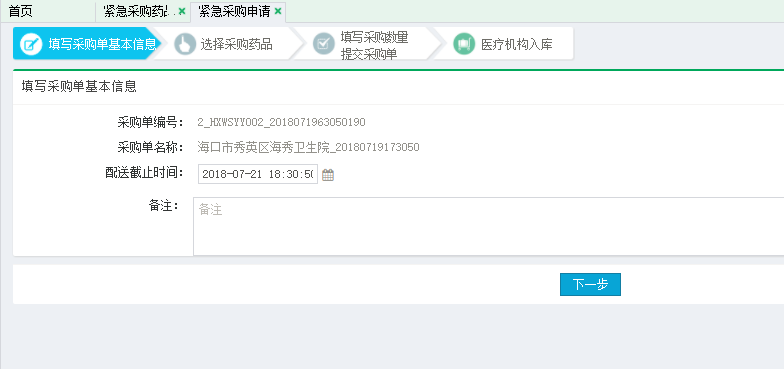 首页
紧急采购药品
紧急采购申请
填写采购单基本信息
选择采购药品
填写采购数量
提交采购单
医疗机构入库
填写采购单基本信息
采购单编号： 2_HXWSYY002_2018071963050190
采购单名称： 海口市秀英区海秀卫生院_20180719173050
配送截止时间： 2018-07-21 18:30:50
备注： 备注
下一步